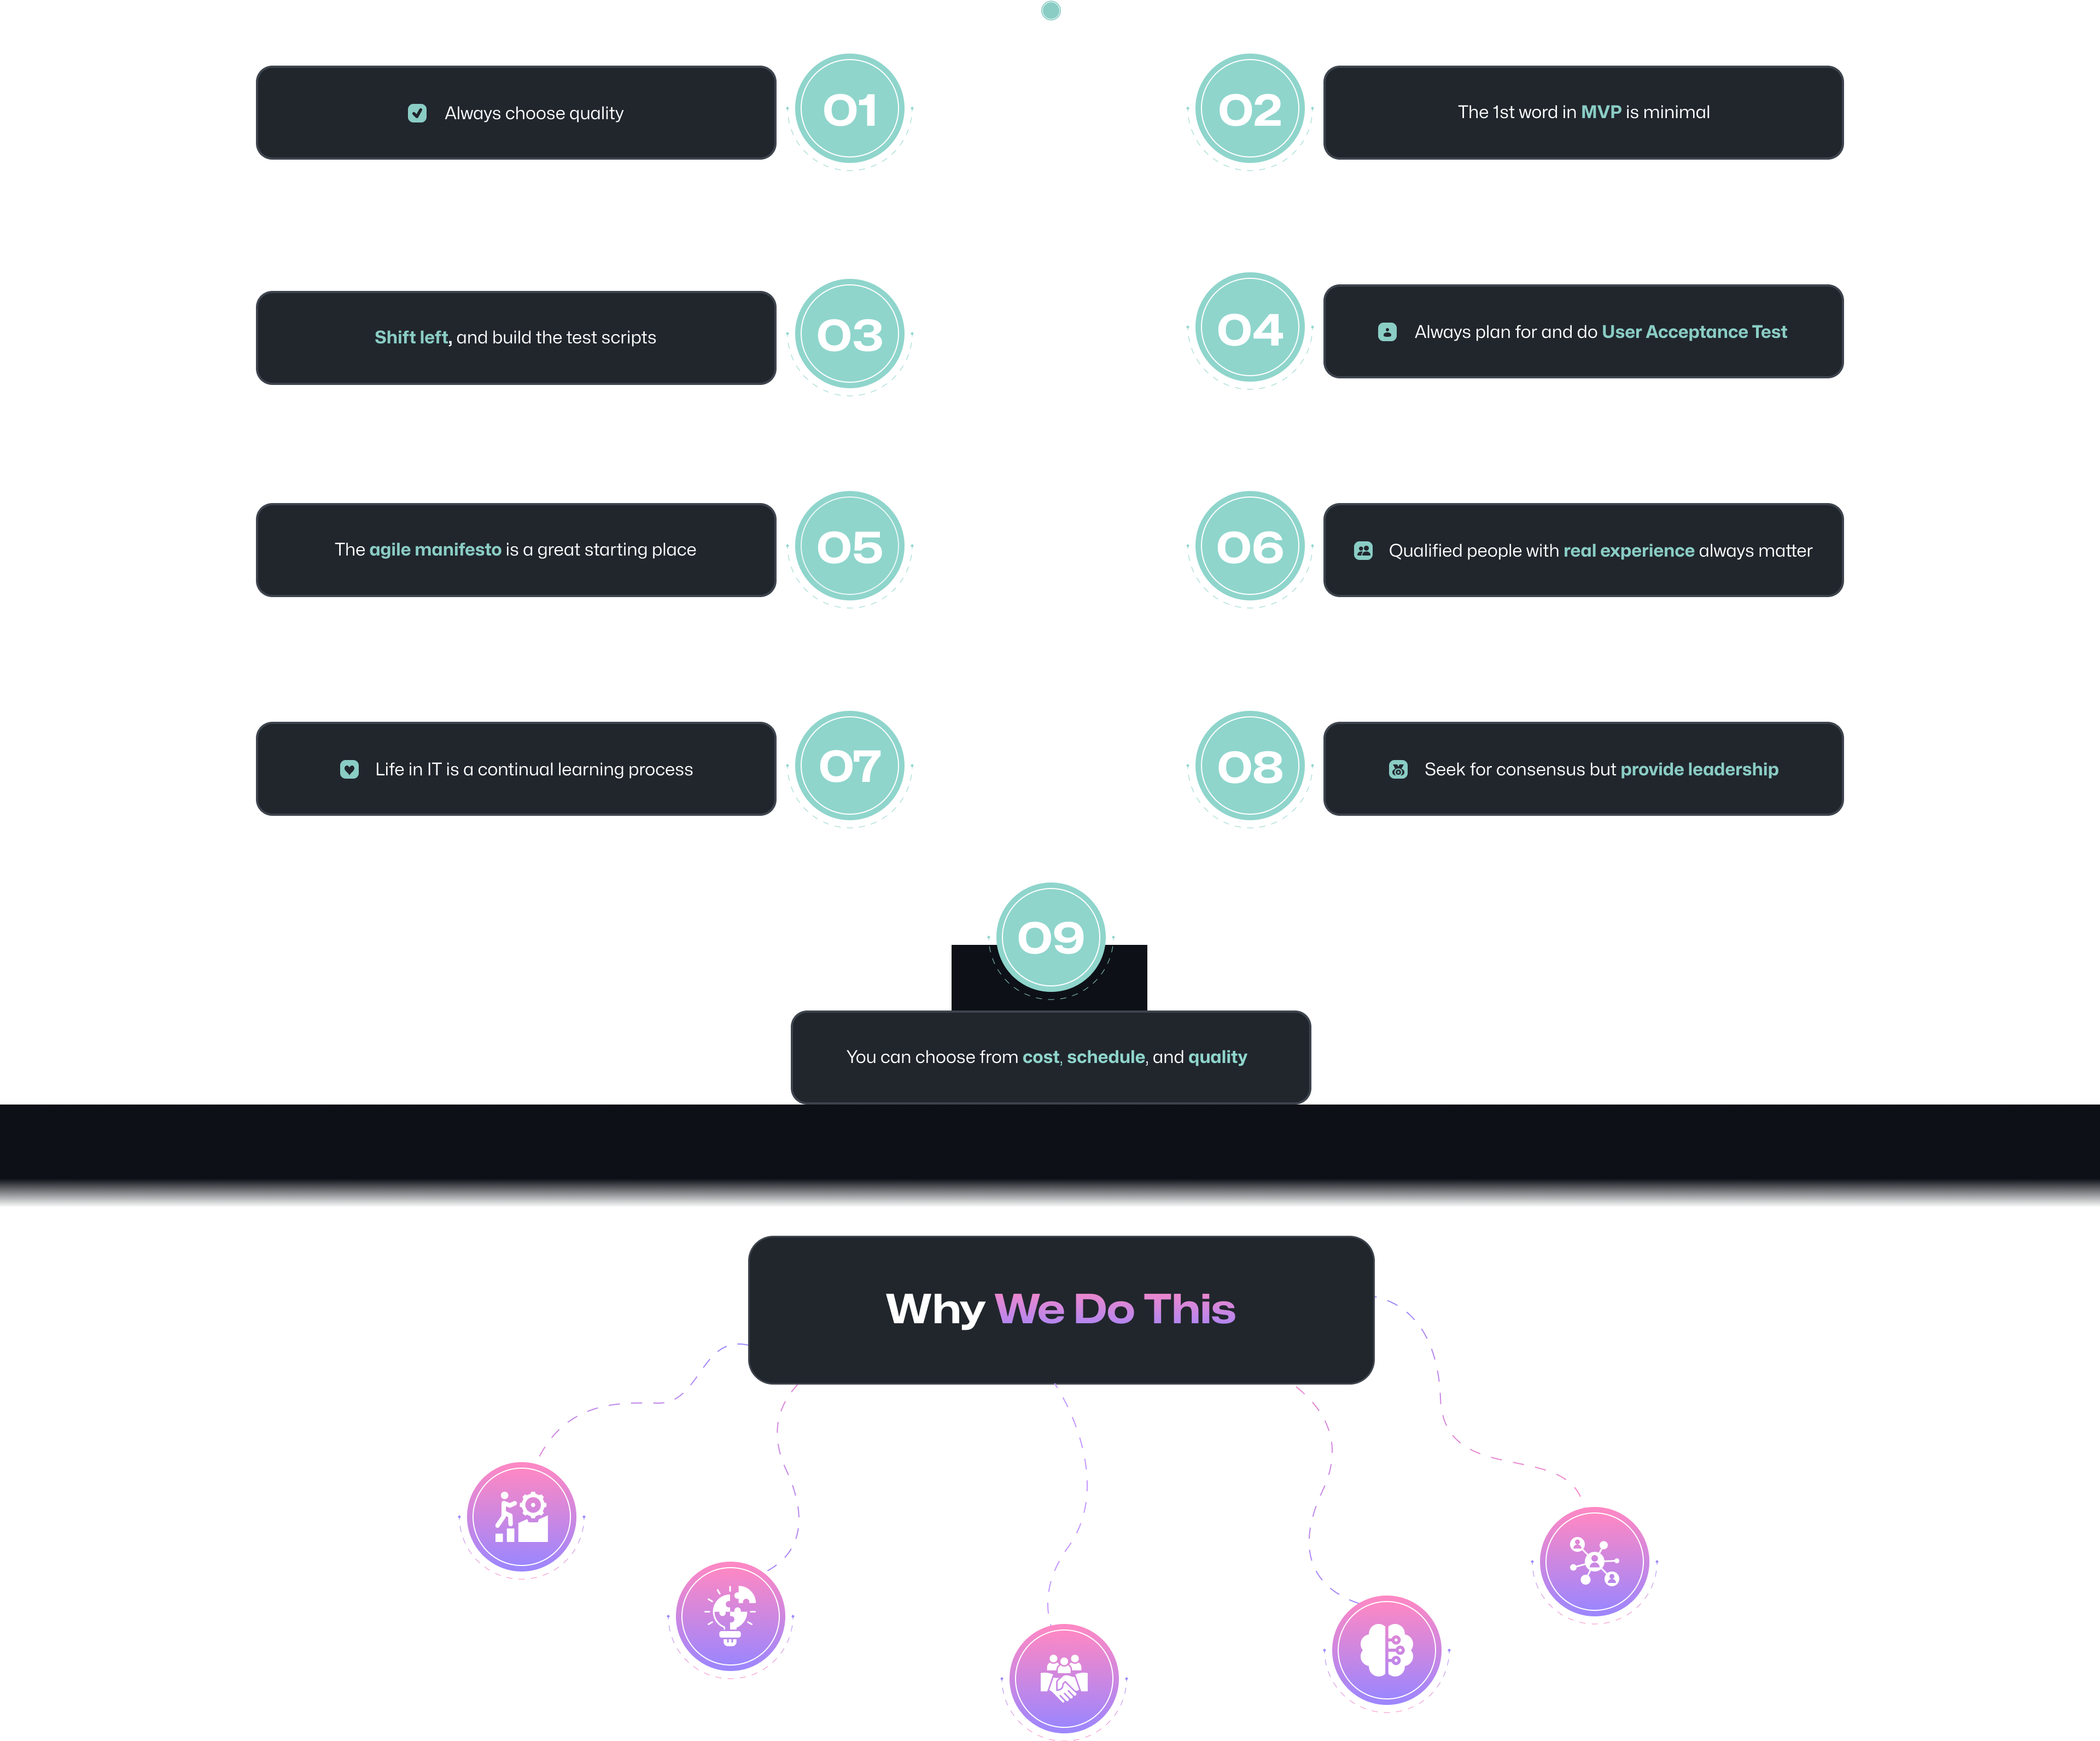 01
Always choose quality
02
The 1st word in MVP is minimal
03
Shift left, and build the test scripts
04
Always plan for and do User Acceptance Test
05
The agile manifesto is a great starting place
06
Qualified people with real experience always matter
07
Life in IT is a continual learning process
08
Seek for consensus but provide leadership
09
You can choose from cost, schedule, and quality
Why We Do This